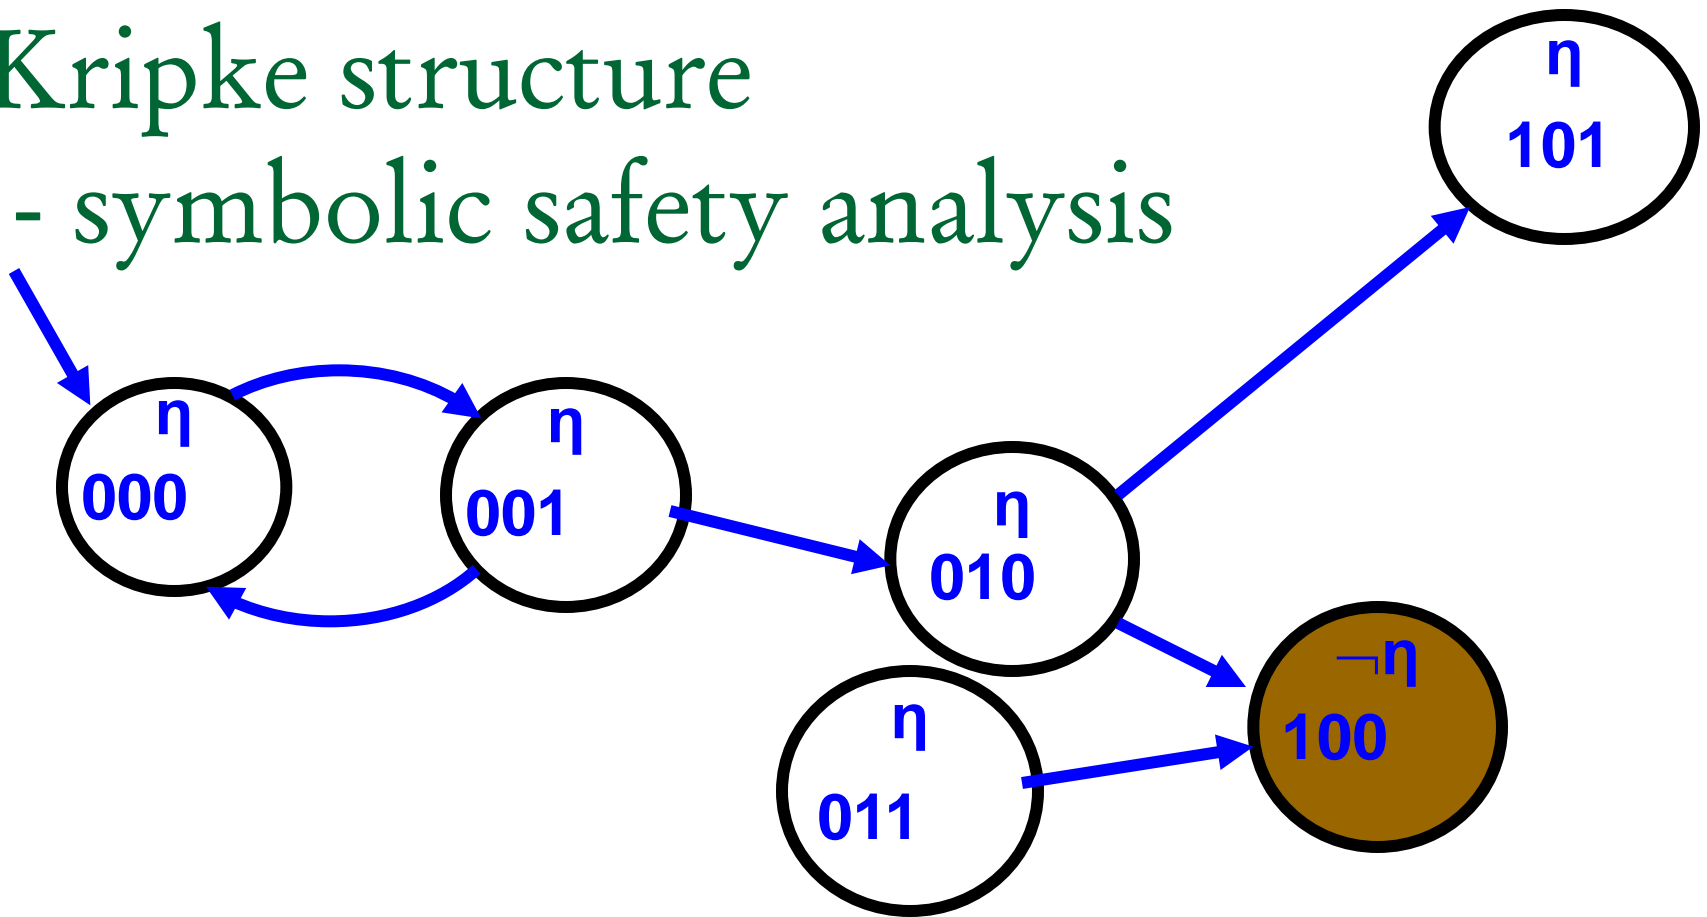 Kripke structure
- symbolic safety analysis
η
101
η
000
η
001
η
010
¬η
100
η
011